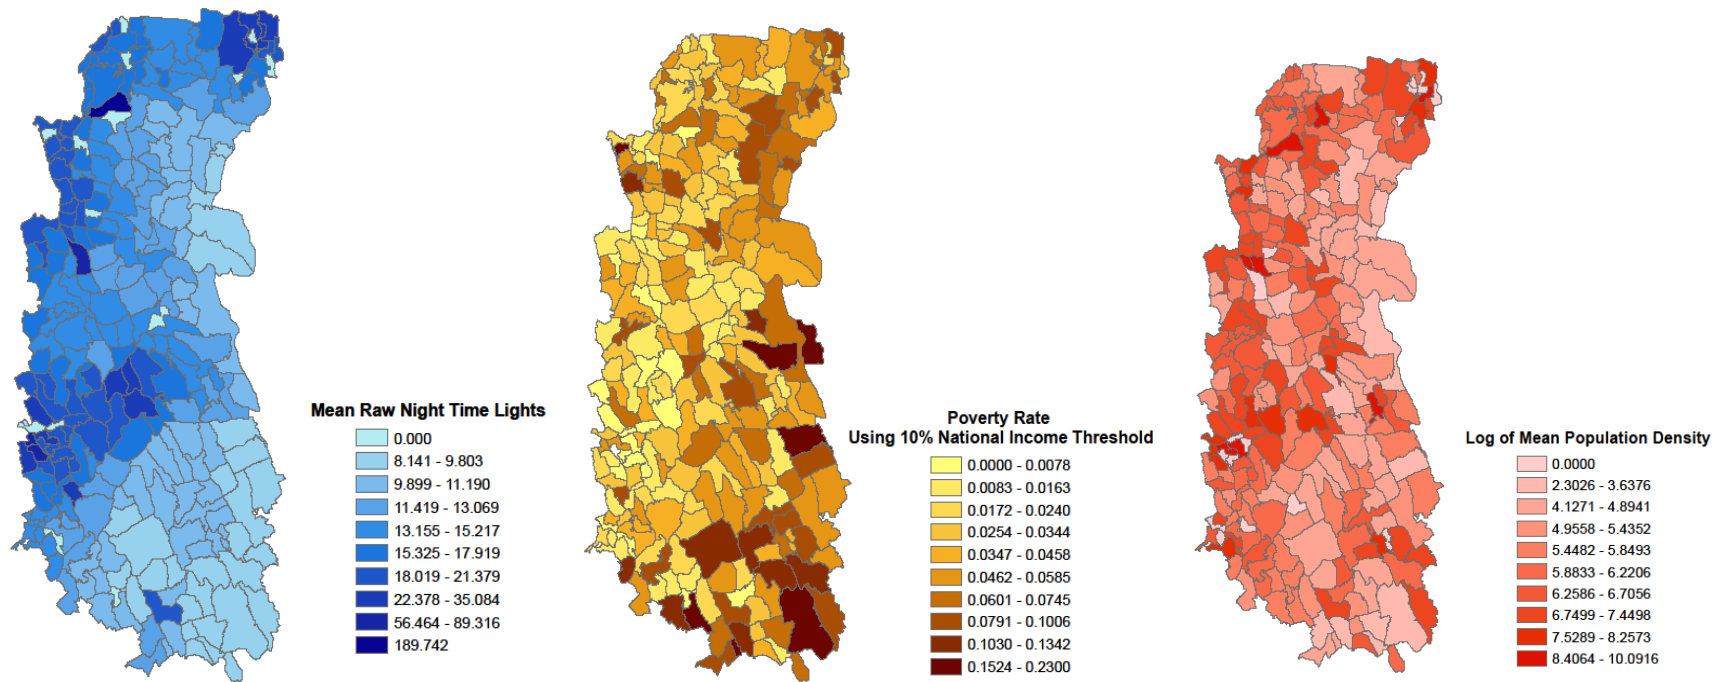 Mean Raw Night Time Lights
0.000
8.141 - 9.803
9.899 - 11.190
11.419 - 13.069
13.155 - 15.217
15.325 - 17.919
18.019 - 21.379
22.378 - 35.084
56.464 - 89.316
189.742
Poverty Rate
Using 10% National Income Threshold
0.0000 - 0.0078
0.0083 - 0.0163
0.0172 - 0.0240
0.0254 - 0.0344
0.0347 - 0.0458
0.0462 - 0.0585
0.0601 - 0.0745
0.0791 - 0.1006
0.1030 - 0.1342
0.1524 - 0.2300
Log of Mean Population Density
0.0000
2.3026 - 3.6376
4.1271 - 4.8941
4.9558 - 5.4352
5.4482 - 5.8493
5.8833 - 6.2206
6.2586 - 6.7056
6.7499 - 7.4498
7.5289 - 8.2573
8.4064 - 10.0916